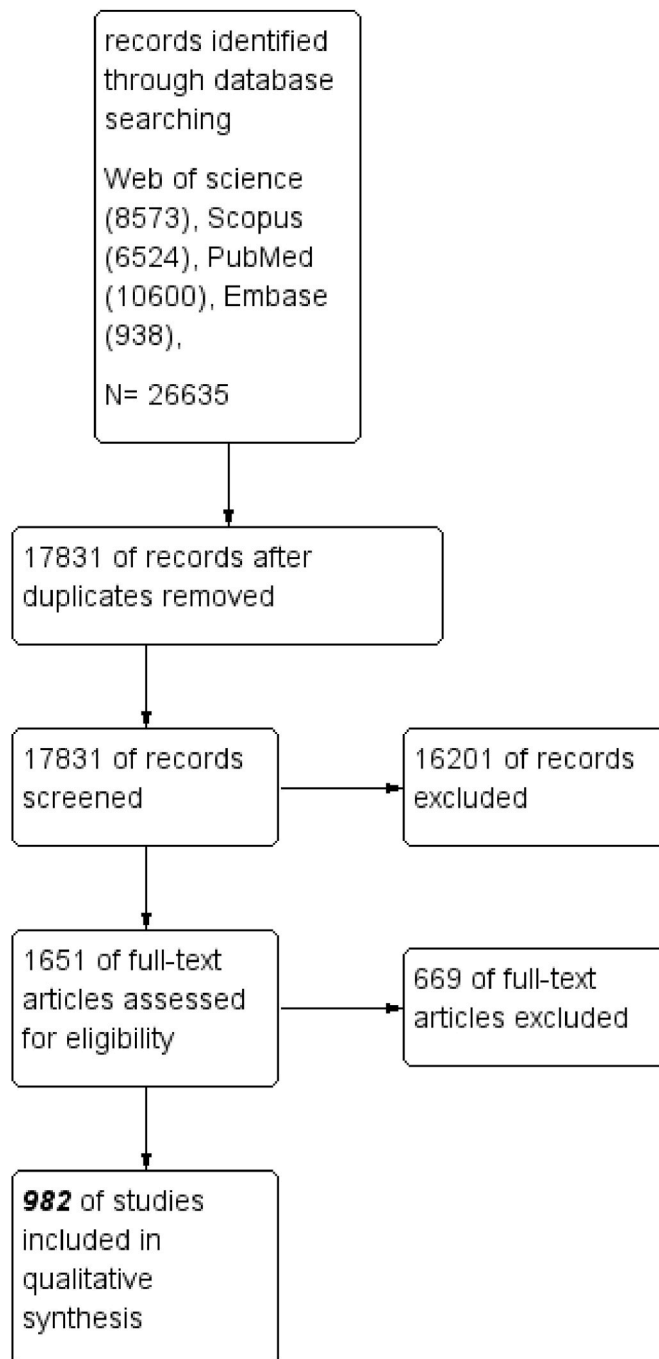 records identified
through database
searching
Web of science
(8573), Scopus
(6524), PubMed
(10600), Embase
(938),
N= 26635
17831 of records after
duplicates removed
17831 of records
screened
16201 of records
excluded
1651 of full-text
articles assessed
for eligibility
669 of full-text
articles excluded
982 of studies
included in
qualitative
synthesis